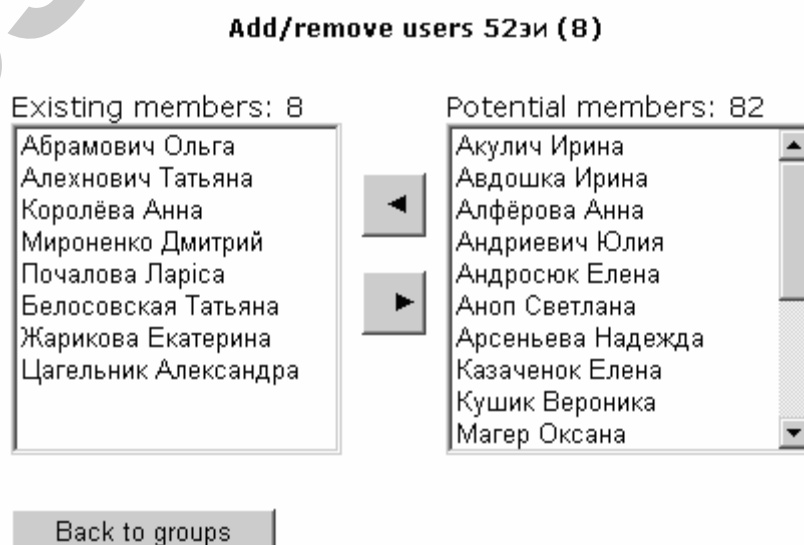 Add/remove users 52эи (8)
Existing members: 8
Абрамович Ольга
Алехнович Татьяна
Королёва Анна
Мироненко Дмитрий
Почалова Ларіса
Белосовская Татьяна
Жарикова Екатерина
Цагельник Александра
Potential members: 82
Акулич Ирина
Авдошка Ирина
Алфёрова Анна
Андриевич Юлия
Андросюк Елена
Аноп Светлана
Арсеньева Надежда
Казаченок Елена
Кушик Вероника
Магер Оксана
Back to groups